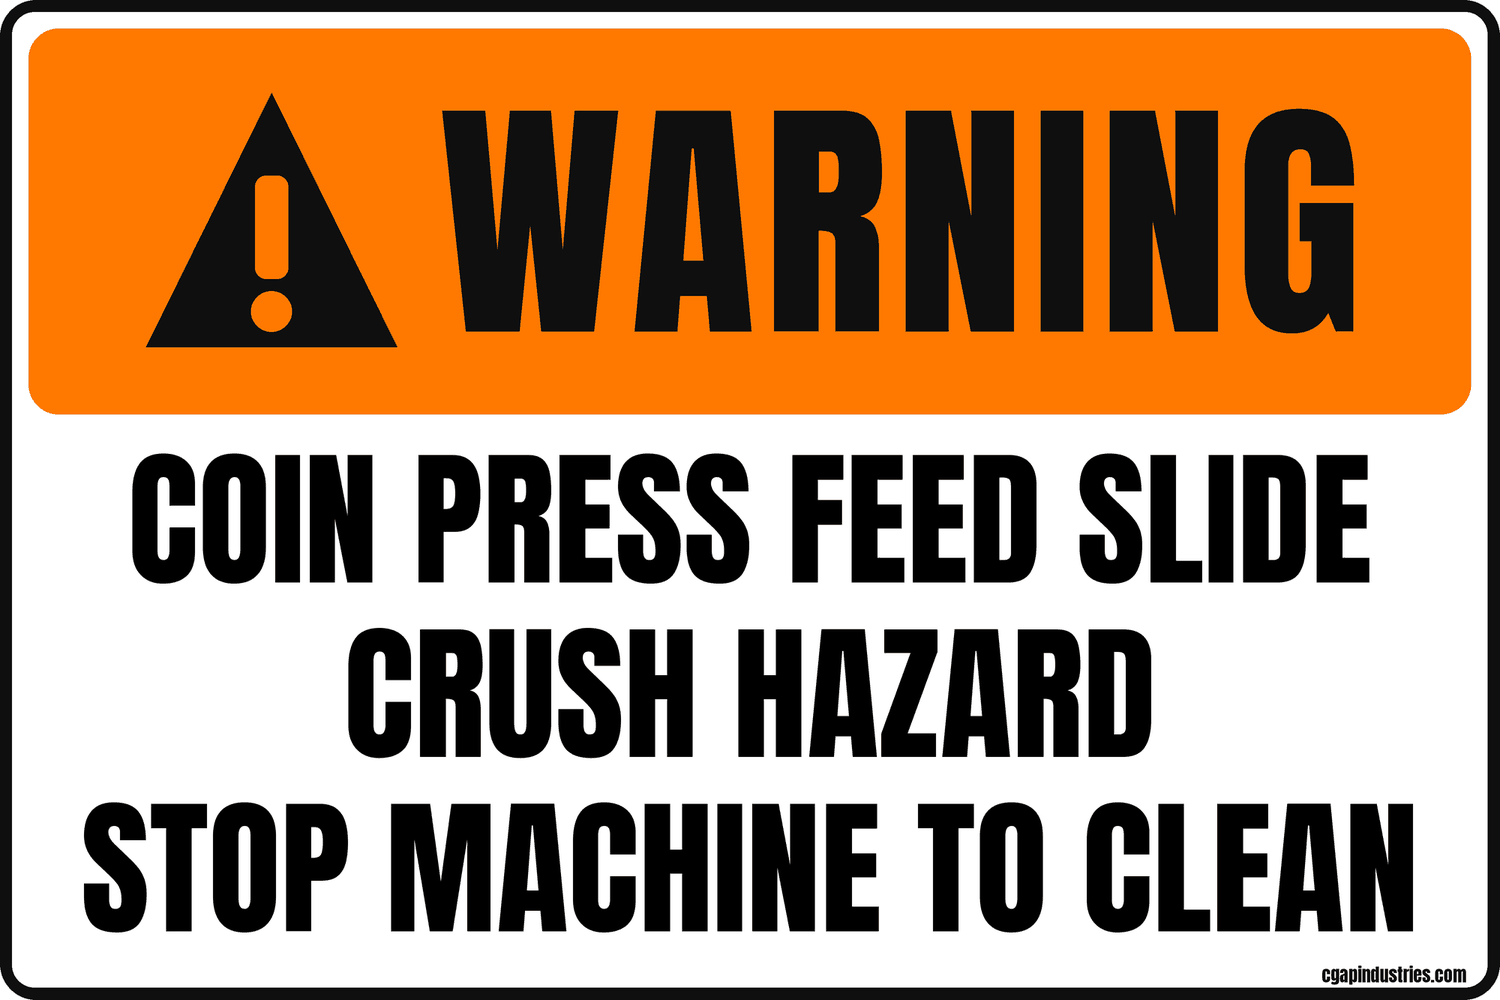 WARNING
COIN PRESS FEED SLIDE
CRUSH HAZARD
STOP MACHINE TO CLEAN
cgapindustries.com